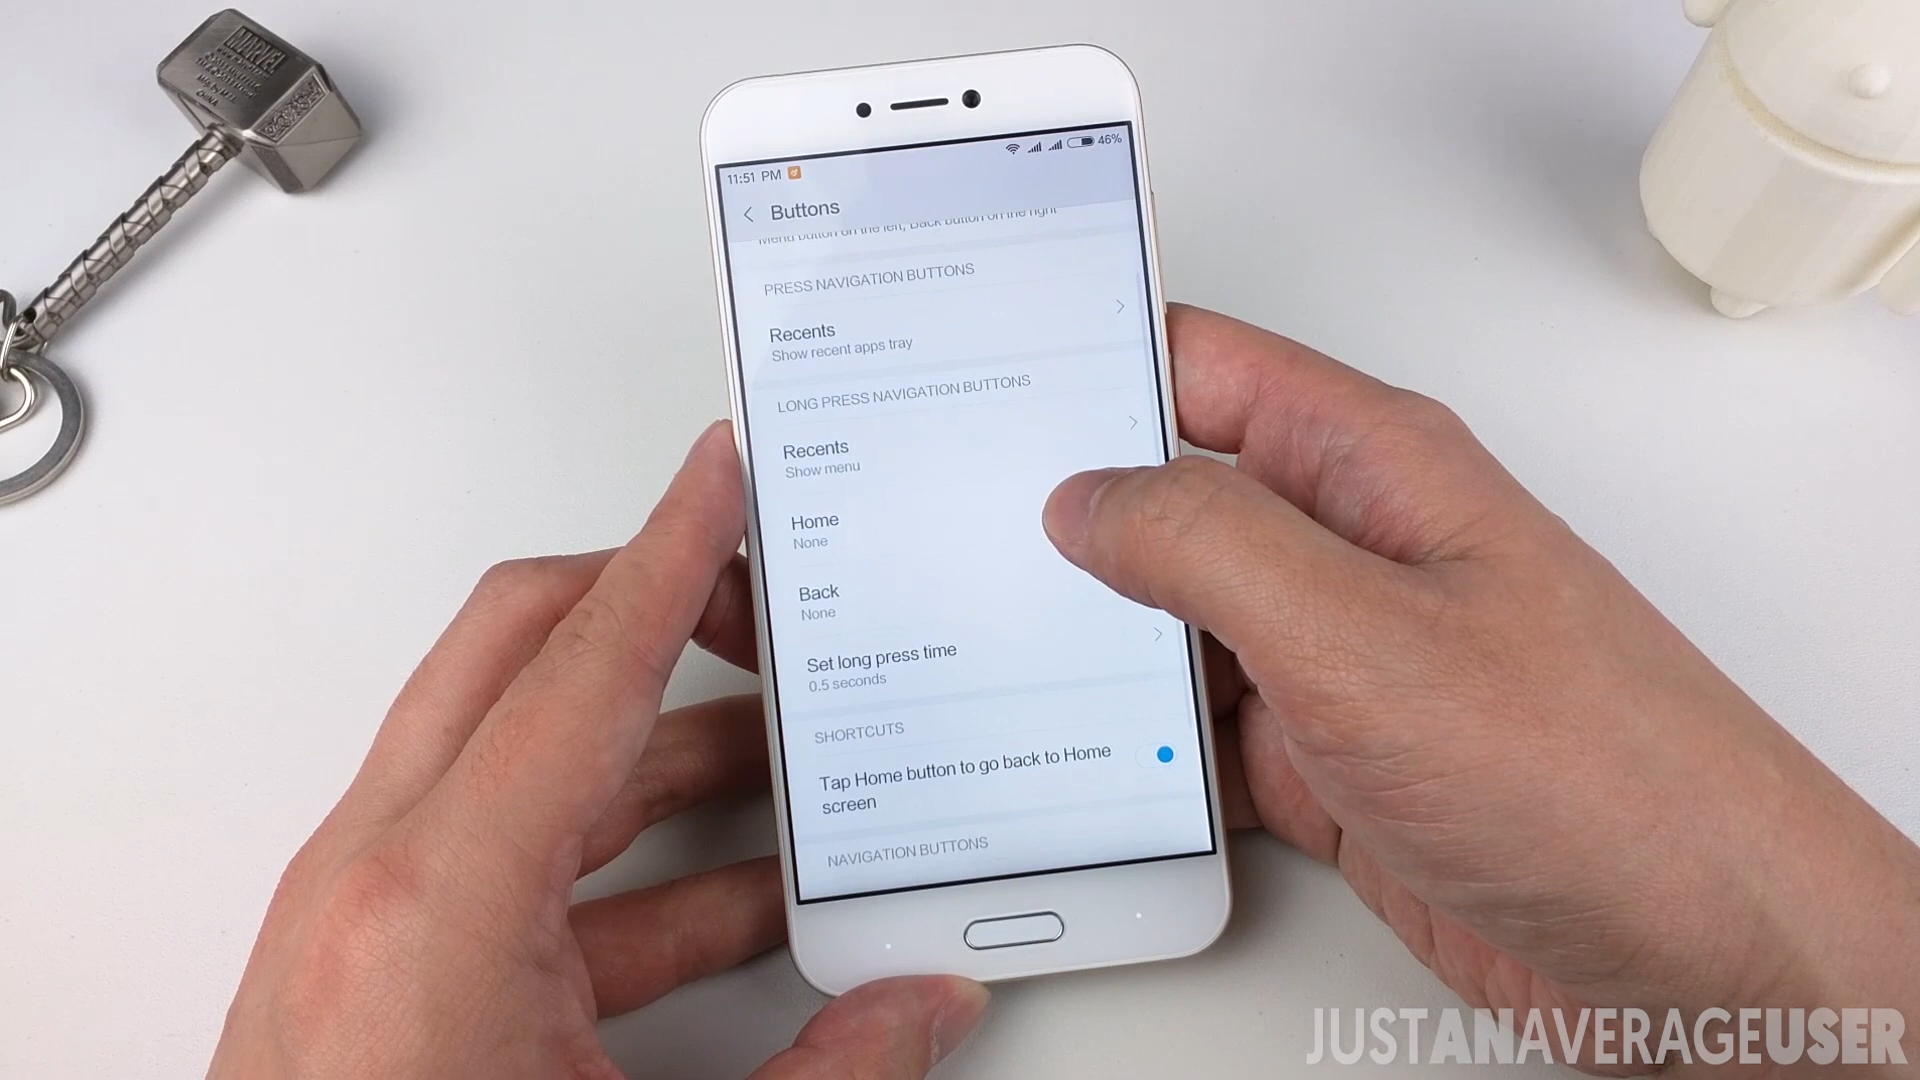 MARVEL
CHINA
11:51 PM
46%
Buttons
Menu button on the left, Back button on the right
PRESS NAVIGATION BUTTONS
Recents
Show recent apps tray
LONG PRESS NAVIGATION BUTTONS
Recents
Show menu
Home
None
Back
None
Set long press time
0.5 seconds
SHORTCUTS
Tap Home button to go back to Home
screen
NAVIGATION BUTTONS
JUSTANAVERAGEUSER